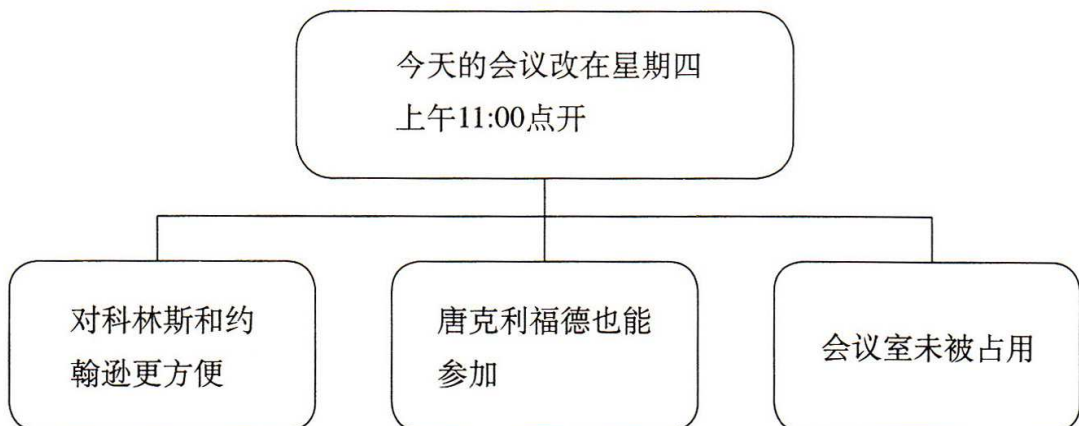 今天的会议改在星期四
上午11:00点开
对科林斯和约
翰逊更方便
唐克利福德也能
参加
会议室未被占用